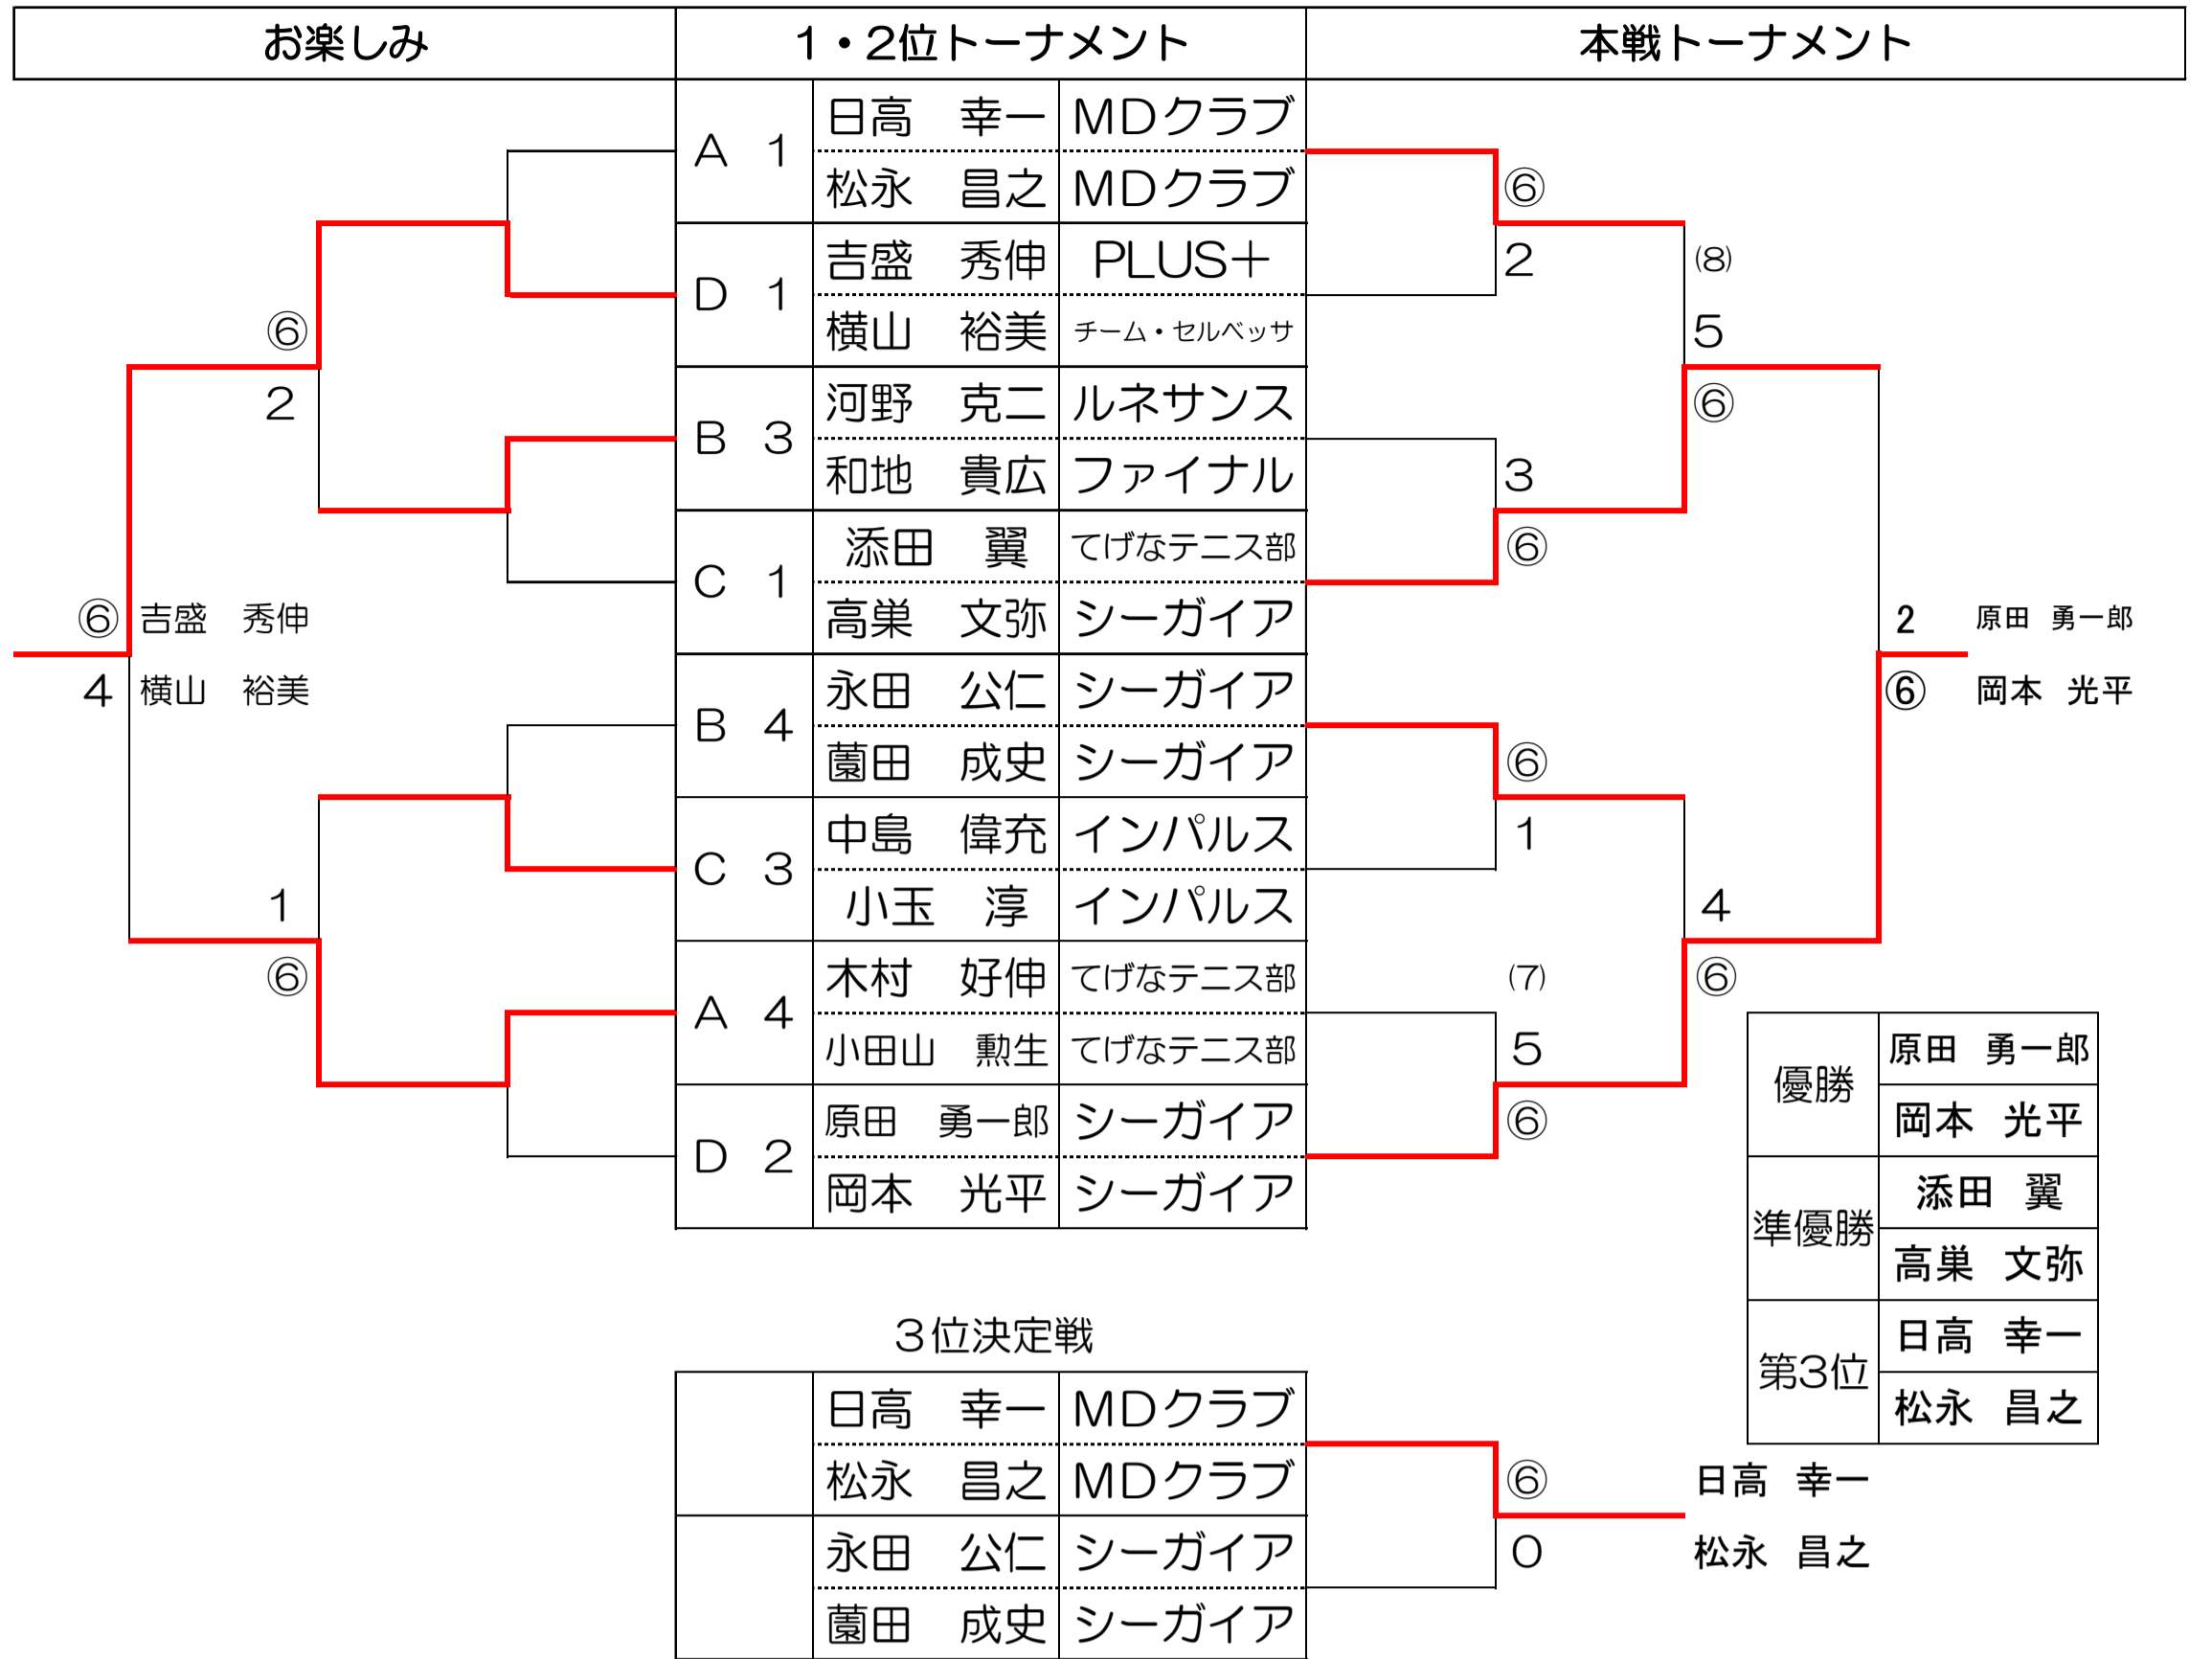 お楽しみ　1・2位トーナメント　本戦トーナメント
A 1　日高　幸一　MDクラブ
松永　昌之　MDクラブ　⑥
D 1　吉盛　秀伸　PLUS＋　2　(8)
⑥　横山　裕美　チーム・セルベッサ　5
2　B 3　河野　克二　ルネサンス　⑥
和地　貴広　ファイナル　3
C 1　添田　翼　てげなテニス部　⑥
⑥　吉盛　秀伸　高巣　文弥　シーガイア　2　原田　勇一郎
4　横山　裕美　B 4　永田　公仁　シーガイア　⑥　岡本　光平
薗田　成史　シーガイア　⑥
C 3　中島　偉充　インパルス　1
1　小玉　淳　インパルス　4
⑥　A 4　木村　好伸　てげなテニス部　(7)　⑥
小田山　勲生　てげなテニス部　5　優勝　原田　勇一郎
D 2　原田　勇一郎　シーガイア　⑥　岡本　光平
岡本　光平　シーガイア　準優勝　添田　翼
高巣　文弥
3位決定戦　第3位　日高　幸一
日高　幸一　MDクラブ　松永　昌之
松永　昌之　MDクラブ　⑥　日高　幸一
永田　公仁　シーガイア　0　松永　昌之
薗田　成史　シーガイア